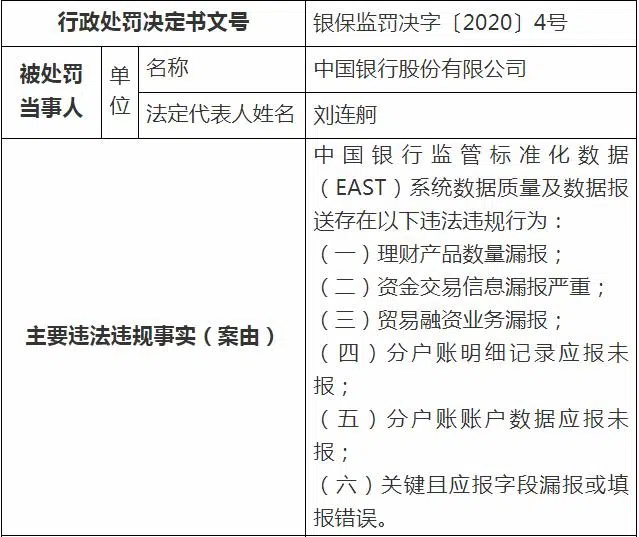 行政处罚决定书文号
银保监罚决字〔2020〕4号
被处罚
当事人
单
位
名称
中国银行股份有限公司
法定代表人姓名
刘连舸
主要违法违规事实（案由）
中国银行监管标准化数据
（EAST）系统数据质量及数据报
送存在以下违法违规行为：
（一）理财产品数量漏报；
（二）资金交易信息漏报严重；
（三）贸易融资业务漏报；
（四）分户账明细记录应报未
报；
（五）分户账账户数据应报未
报；
（六）关键且应报字段漏报或填
报错误。